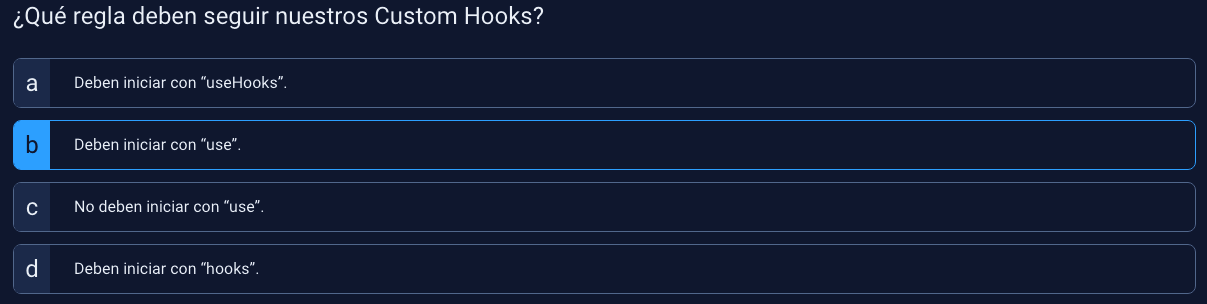 ¿Qué regla deben seguir nuestros Custom Hooks?
a Deben iniciar con “useHooks”.
b Deben iniciar con “use”.
c No deben iniciar con “use”.
d Deben iniciar con “hooks”.